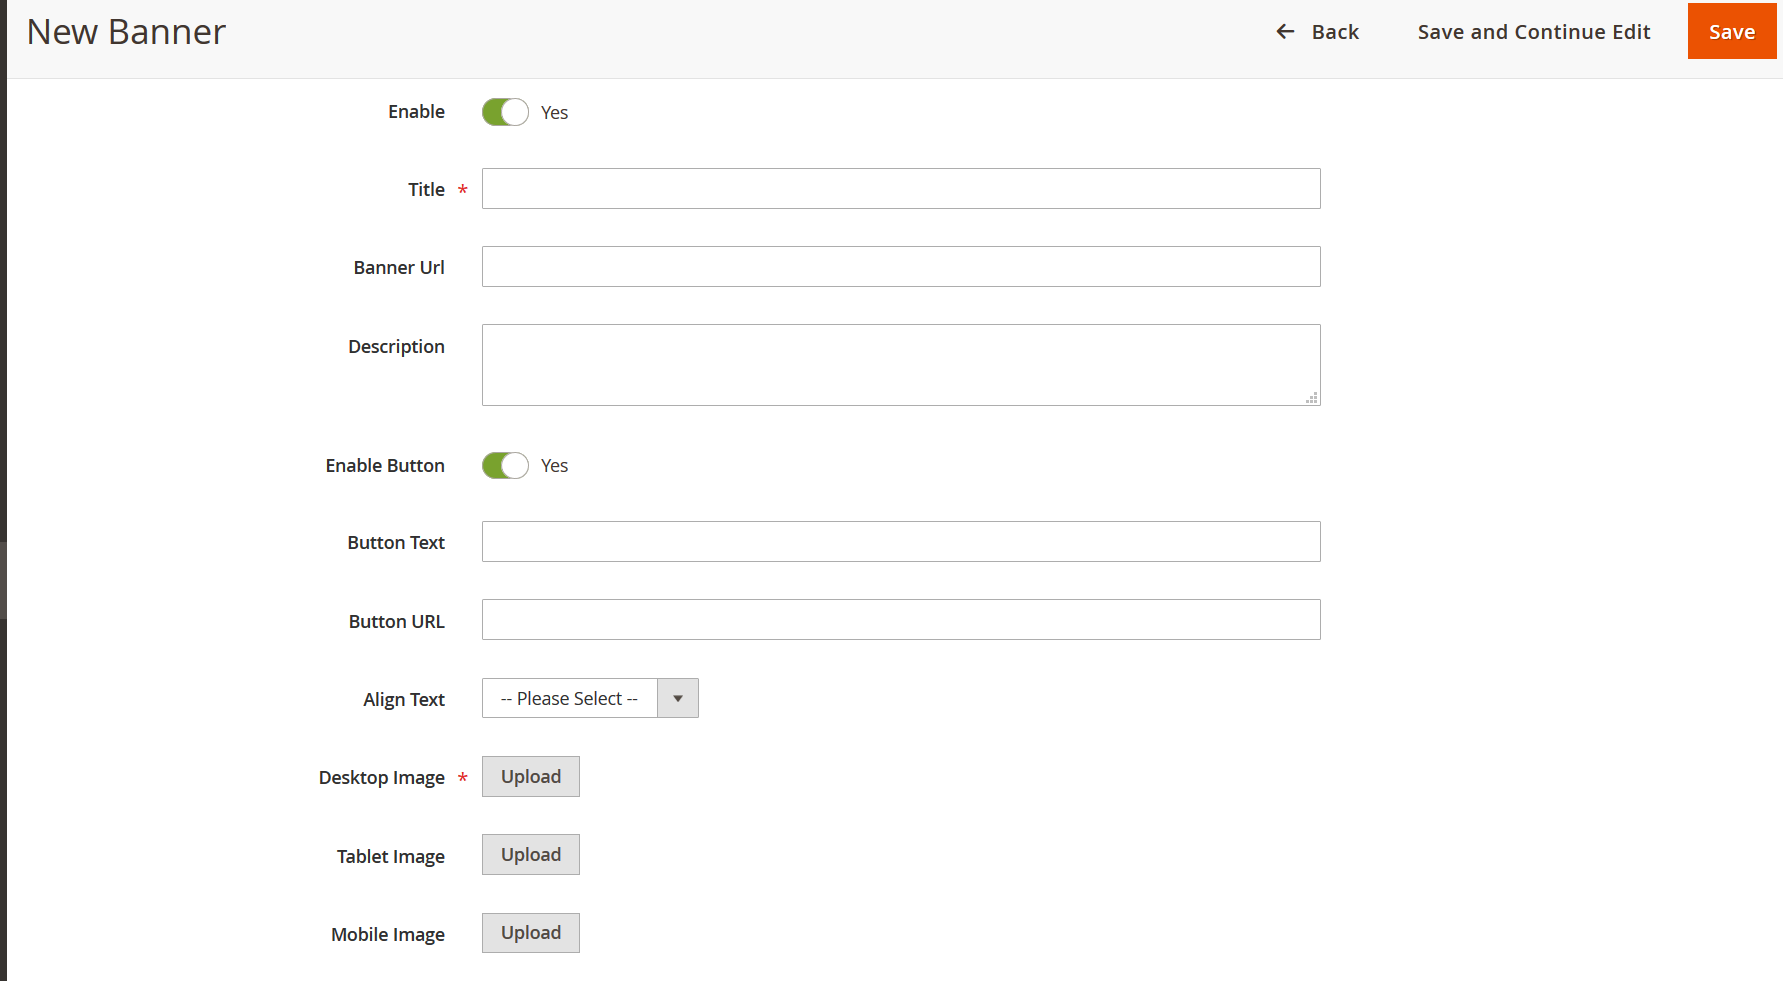 New Banner
Back
Save and Continue Edit
Save
Enable
Yes
Title *
Banner Url
Description
Enable Button
Yes
Button Text
Button URL
Align Text
-- Please Select --
Desktop Image *
Upload
Tablet Image
Upload
Mobile Image
Upload